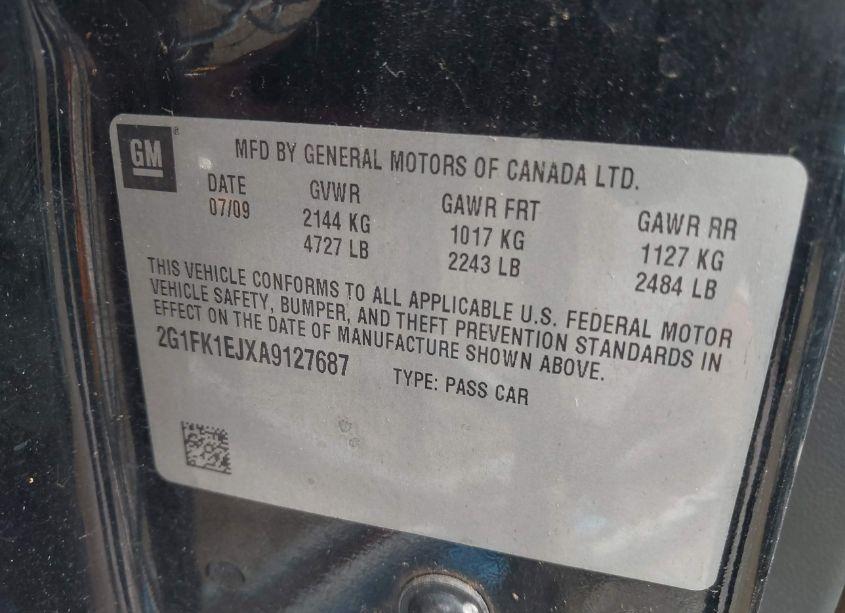 GM
MFD BY GENERAL MOTORS OF CANADA LTD.
DATE GVWR GAWR FRT GAWR RR
07/09 2144 KG 1017 KG 1127 KG
4727 LB 2243 LB 2484 LB
THIS VEHICLE CONFORMS TO ALL APPLICABLE U.S. FEDERAL MOTOR
VEHICLE SAFETY, BUMPER, AND THEFT PREVENTION STANDARDS IN
EFFECT ON THE DATE OF MANUFACTURE SHOWN ABOVE.
2G1FK1EJXA9127687 TYPE: PASS CAR